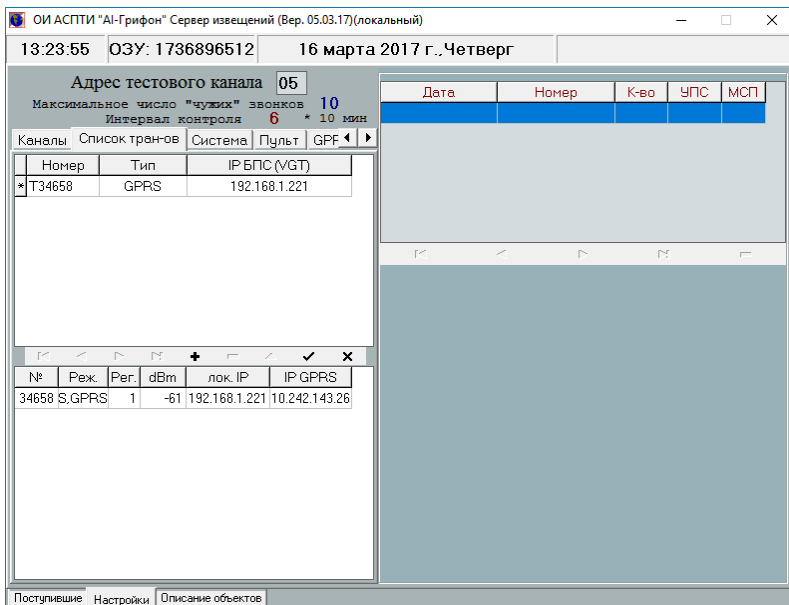 ОИ АСПТИ "АI-Грифон" Сервер извещений (Вер. 05.03.17)(локальный)
13:23:55 ОЗУ: 1736896512 16 марта 2017 г.,Четверг
Адрес тестового канала 05
Максимальное число "чужих" звонков 10
Интервал контроля 6 * 10 мин
Каналы Список тран-ов Система Пульт GPF
Номер Тип IP БПС (VGT)
* T34658 GPRS 192.168.1.221
№ Реж. Рег. dBm лок. IP IP GPRS
34658 S,GPRS 1 -61 192.168.1.221 10.242.143.26
Дата Номер К-во УПС МСП
Поступившие Настройки Описание объектов